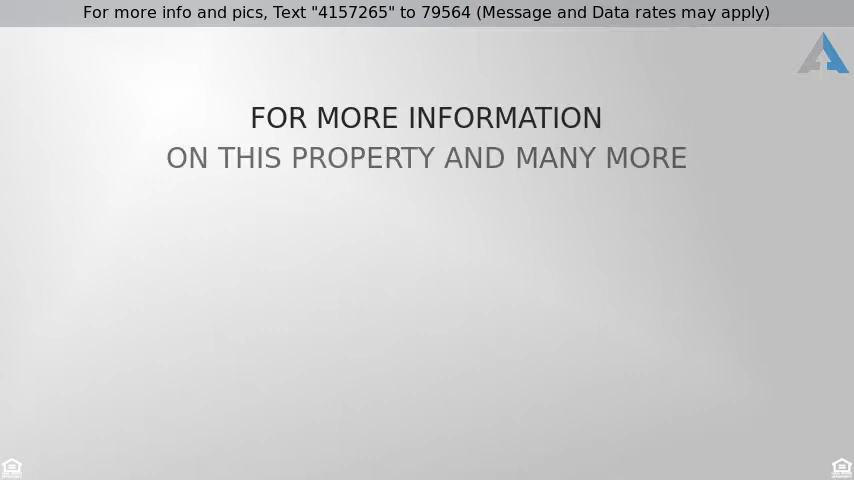 For more info and pics, Text "4157265" to 79564 (Message and Data rates may apply)
FOR MORE INFORMATION
ON THIS PROPERTY AND MANY MORE